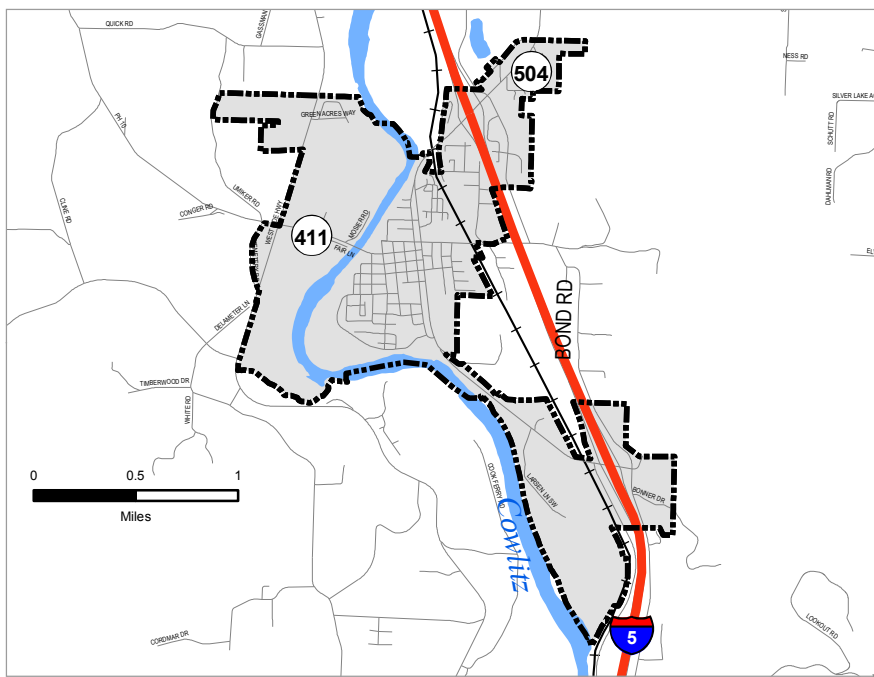 QUICK RD
GASSMAN
504
NESS RD
SILVER LAKE
SCHUTT RD
DAHLMAN RD
GREEN ACRES WAY
PH 10
CLINE RD
UMIKER RD
CONGER RD
WEST SIDE HWY
MOSIER RD
411
FAIR LN
DELAMETER LN
BOND RD
TIMBERWOOD DR
WHITE RD
0 0.5 1
Miles
COOK FERRY RD
LARSEN LN SW
BONNER DR
Cowlitz
5
LOOKOUT RD
CORDMAR DR